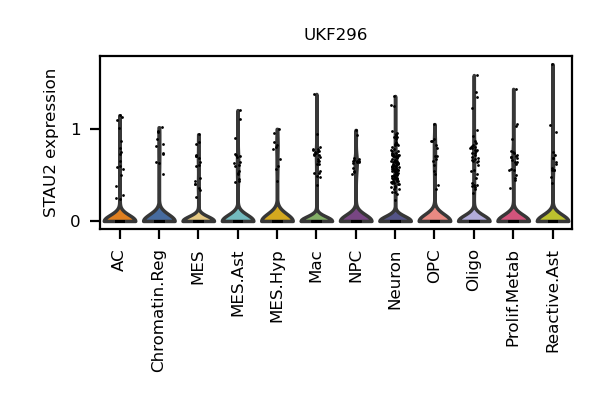 UKF296
STAU2 expression
1
0
AC
Chromatin.Reg
MES
MES.Ast
MES.Hyp
Mac
NPC
Neuron
OPC
Oligo
Prolif.Metab
Reactive.Ast